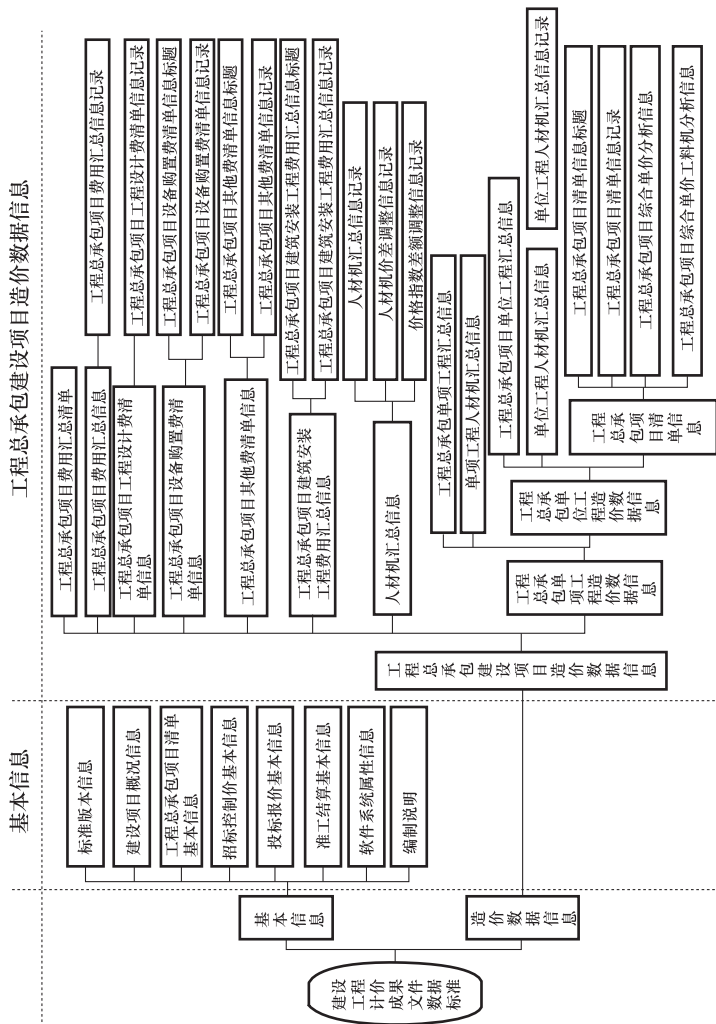 基本信息
工程总承包建设项目造价数据信息
建设
工程
计价
成果
文件
数据
标准
基本
信息
造价
数据
信息
标准版本信息
建设项目概况信息
工程总承包项目清单
基本信息
招标控制价基本信息
投标报价基本信息
准工结算基本信息
软件系统属性信息
编制说明
工程总承包建设项目造价数据信息
工程总承包项目费用汇总清单
工程总承包项目费用汇总信息
工程总承包项目工程设计费清
单信息
工程总承包项目设备购置费清
单信息
工程总承包项目其他费清单信息
工程总承包项目建筑安装
工程费用汇总信息
人材机汇总信息
工程
总承
包单
项工
程造
价数
据信
息
工程总承包项目费用汇总信息记录
工程总承包项目工程设计费清单信息记录
工程总承包项目设备购置费清单信息标题
工程总承包项目设备购置费清单信息记录
工程总承包项目其他费清单信息标题
工程总承包项目其他费清单信息记录
工程总承包项目建筑安装工程费用汇总信息标题
工程总承包项目建筑安装工程费用汇总信息记录
人材机汇总信息记录
人材机价差调整信息记录
价格指数差额调整信息记录
工程总承包单项工程汇总信息
单项工程人材机汇总信息
工程
总承
包单
位工
程造
价数
据信
息
工程总承包项目单位工程汇总信息
单位工程人材机汇总信息
单位工程人材机汇总信息记录
工程
总承
包项
目清
单信
息
工程总承包项目清单信息标题
工程总承包项目清单信息记录
工程总承包项目综合单价分析信息
工程总承包项目综合单价工料机分析信息